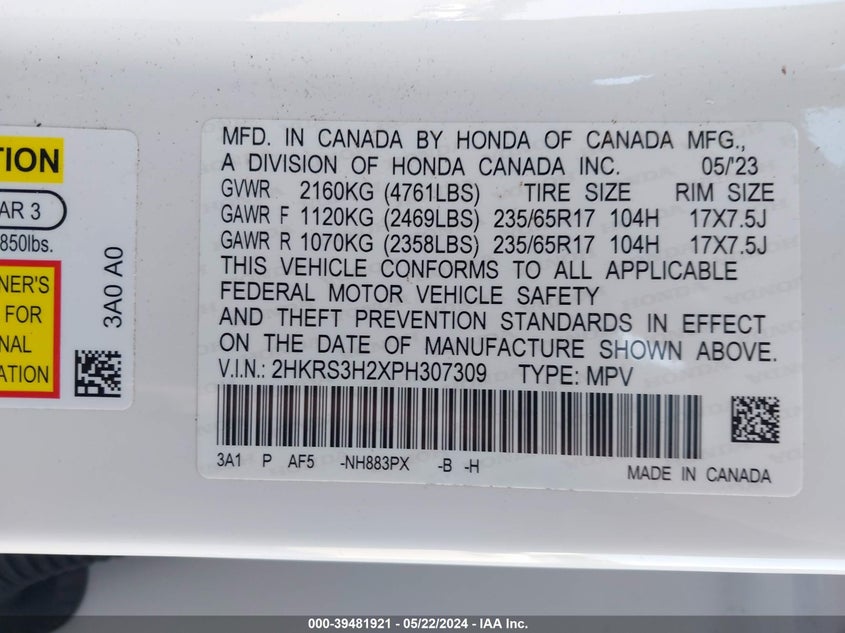 TION
AR 3
850lbs.
NER'S
FOR
NAL
ATION
3A0 A0
MFD. IN CANADA BY HONDA OF CANADA MFG.,
A DIVISION OF HONDA CANADA INC. 05/'23
GVWR 2160KG (4761LBS) TIRE SIZE RIM SIZE
GAWR F 1120KG (2469LBS) 235/65R17 104H 17X7.5J
GAWR R 1070KG (2358LBS) 235/65R17 104H 17X7.5J
THIS VEHICLE CONFORMS TO ALL APPLICABLE
FEDERAL MOTOR VEHICLE SAFETY
AND THEFT PREVENTION STANDARDS IN EFFECT
ON THE DATE OF MANUFACTURE SHOWN ABOVE.
V.I.N.: 2HKRS3H2XPH307309 TYPE: MPV
3A1 P AF5 -NH883PX -B -H
MADE IN CANADA
000-39481921 - 05/22/2024 - IAA Inc.